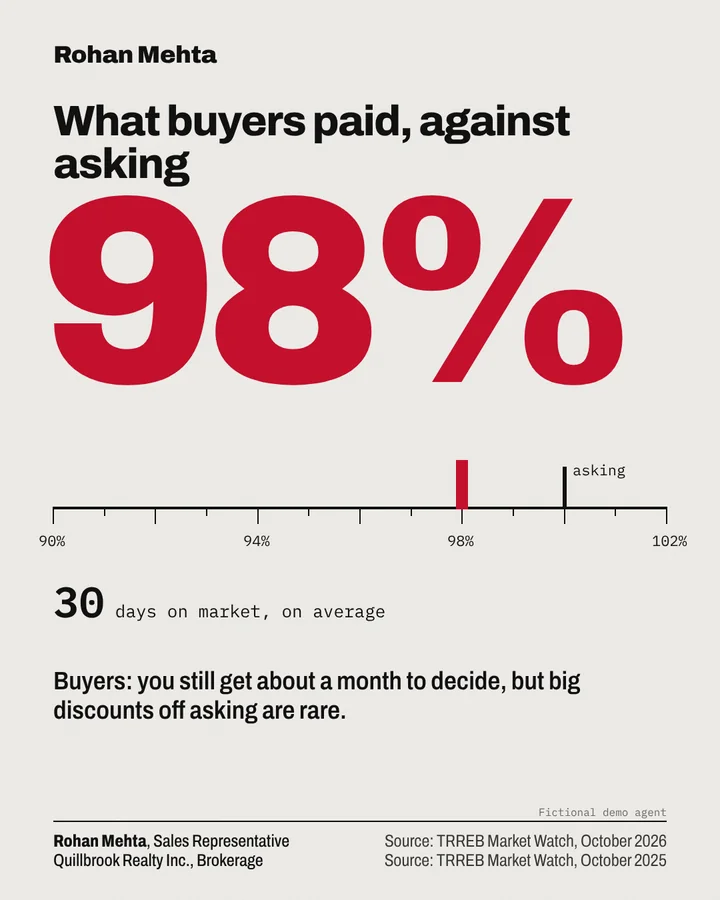 Rohan Mehta
What buyers paid, against
asking
98%
asking
90% 94% 98% 102%
30 days on market, on average
Buyers: you still get about a month to decide, but big
discounts off asking are rare.
Fictional demo agent
Rohan Mehta, Sales Representative
Quillbrook Realty Inc., Brokerage
Source: TRREB Market Watch, October 2026
Source: TRREB Market Watch, October 2025